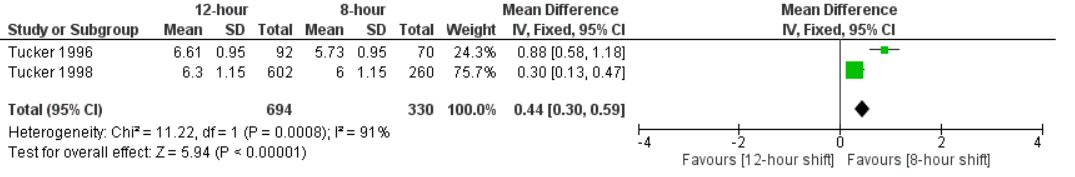 12-hour 8-hour Mean Difference Mean Difference
Study or Subgroup Mean SD Total Mean SD Total Weight IV, Fixed, 95% CI IV, Fixed, 95% CI
Tucker 1996 6.61 0.95 92 5.73 0.95 70 24.3% 0.88 [0.58, 1.18]
Tucker 1998 6.3 1.15 602 6 1.15 260 75.7% 0.30 [0.13, 0.47]
Total (95% CI) 694 330 100.0% 0.44 [0.30, 0.59]
Heterogeneity: Chi² = 11.22, df = 1 (P = 0.0008); I² = 91%
Test for overall effect: Z = 5.94 (P < 0.00001)
-4 -2 0 2 4
Favours [12-hour shift] Favours [8-hour shift]